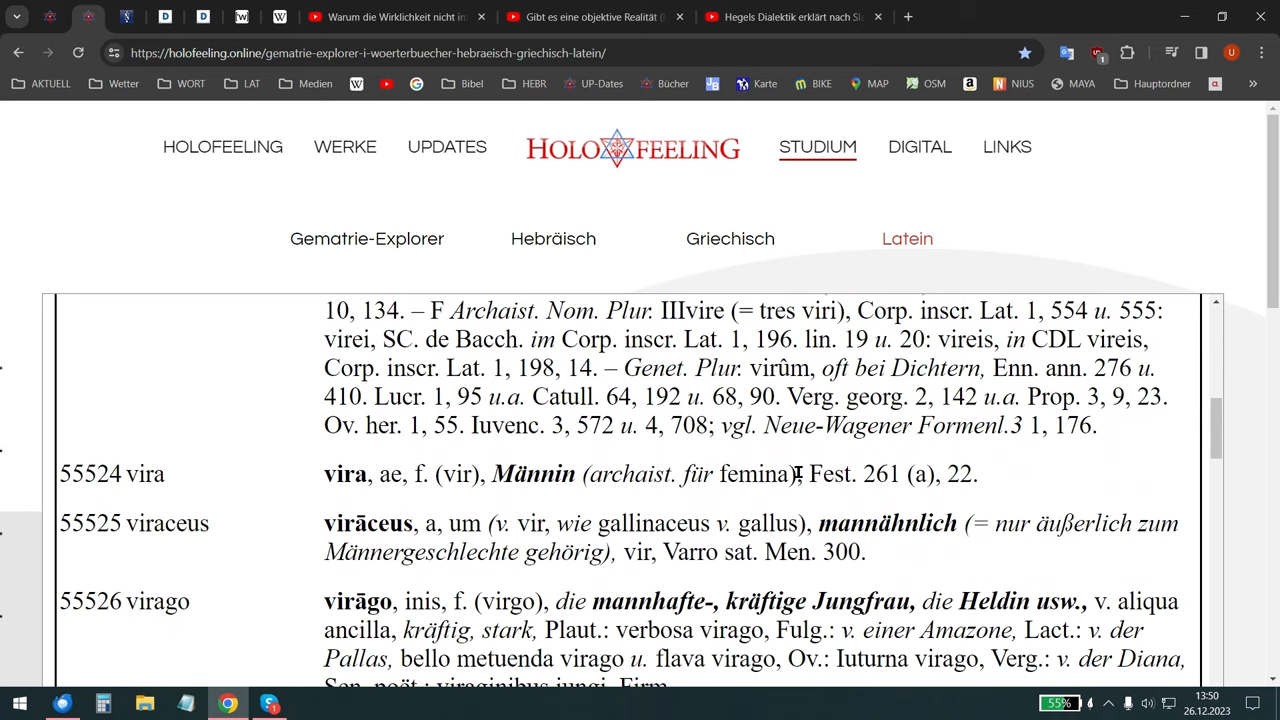 Warum die Wirklichkeit nicht in
Gibt es eine objektive Realität (
Hegels Dialektik erklärt nach Sl
https://holofeeling.online/gematrie-explorer-i-woerterbuecher-hebraeisch-griechisch-latein/
AKTUELL Wetter WORT LAT Medien Bibel HEBR UP-Dates Bücher Karte BIKE MAP OSM NIUS MAYA Hauptordner
HOLOFEELING WERKE UPDATES HOLO FEELING STUDIUM DIGITAL LINKS
Gematrie-Explorer Hebräisch Griechisch Latein
10, 134. – F Archaist. Nom. Plur. IIIvire (= tres viri), Corp. inscr. Lat. 1, 554 u. 555:
virei, SC. de Bacch. im Corp. inscr. Lat. 1, 196. lin. 19 u. 20: vireis, in CDL vireis,
Corp. inscr. Lat. 1, 198, 14. – Genet. Plur. virûm, oft bei Dichtern, Enn. ann. 276 u.
410. Lucr. 1, 95 u.a. Catull. 64, 192 u. 68, 90. Verg. georg. 2, 142 u.a. Prop. 3, 9, 23.
Ov. her. 1, 55. Iuvenc. 3, 572 u. 4, 708; vgl. Neue-Wagener Formenl.3 1, 176.
55524 vira vira, ae, f. (vir), Männin (archaist. für femina), Fest. 261 (a), 22.
55525 viraceus virāceus, a, um (v. vir, wie gallinaceus v. gallus), mannähnlich (= nur äußerlich zum
Männergeschlechte gehörig), vir, Varro sat. Men. 300.
55526 virago virāgo, inis, f. (virgo), die mannhafte-, kräftige Jungfrau, die Heldin usw., v. aliqua
ancilla, kräftig, stark, Plaut.: verbosa virago, Fulg.: v. einer Amazone, Lact.: v. der
Pallas, bello metuenda virago u. flava virago, Ov.: Iuturna virago, Verg.: v. der Diana,
Sen. poët.: viraginibus iungi, Firm.
55%
13:50
26.12.2023